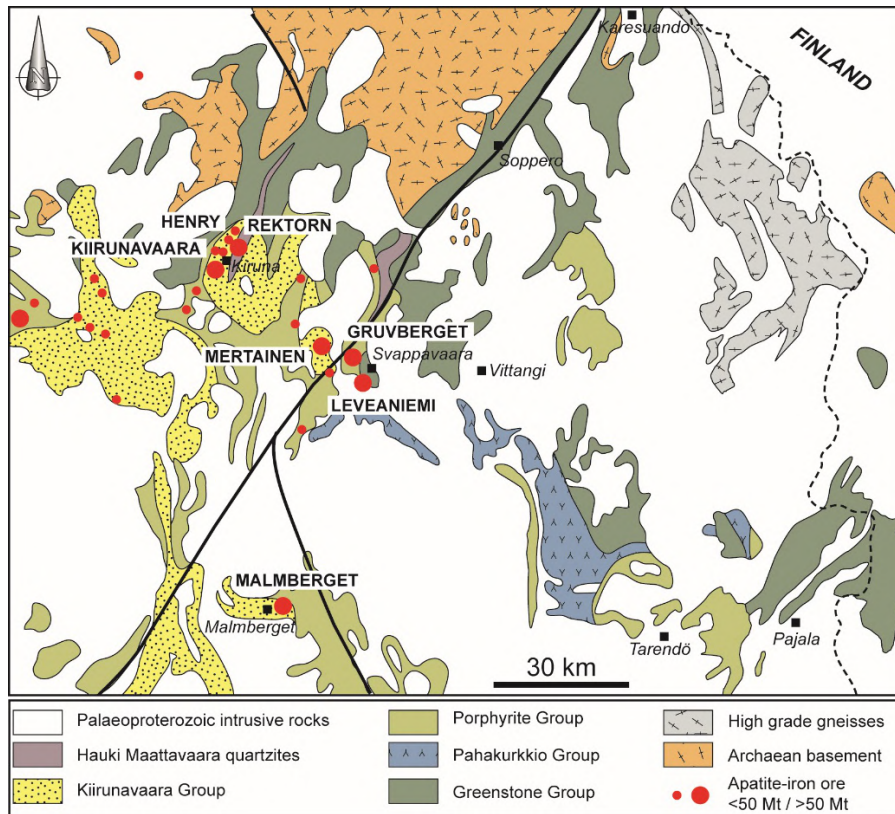 Karesuando
FINLAND
N
Soppero
HENRY
REKTORN
KIIRUNAVAARA
Kiruna
GRUVBERGET
MERTAINEN
Svappavaara
Vittangi
LEVEANIEMI
MALMBERGET
Malmberget
30 km
Tarendö
Pajala
Palaeoproterozoic intrusive rocks
Hauki Maattavaara quartzites
Kiirunavaara Group
Porphyrite Group
Pahakurkkio Group
Greenstone Group
High grade gneisses
Archaean basement
Apatite-iron ore
<50 Mt / >50 Mt